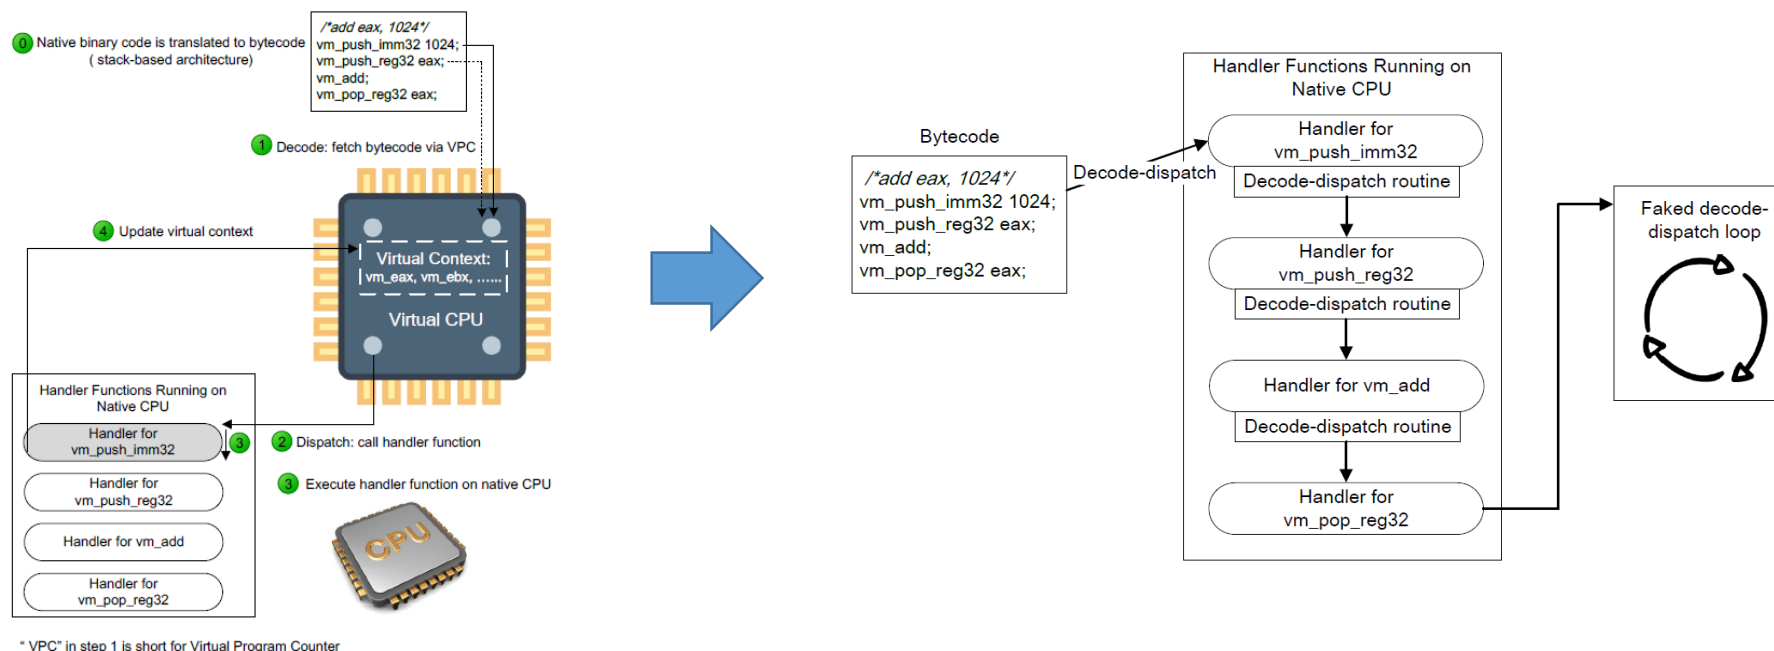 0 Native binary code is translated to bytecode
( stack-based architecture)
/*add eax, 1024*/
vm_push_imm32 1024;
vm_push_reg32 eax;
vm_add;
vm_pop_reg32 eax;
1 Decode: fetch bytecode via VPC
4 Update virtual context
Virtual Context:
vm_eax, vm_ebx, ......
Virtual CPU
Handler Functions Running on
Native CPU
Handler for
vm_push_imm32
3
Handler for
vm_push_reg32
Handler for vm_add
Handler for
vm_pop_reg32
2 Dispatch: call handler function
3 Execute handler function on native CPU
CPU
“ VPC” in step 1 is short for Virtual Program Counter
Bytecode
/*add eax, 1024*/
vm_push_imm32 1024;
vm_push_reg32 eax;
vm_add;
vm_pop_reg32 eax;
Decode-dispatch
Handler Functions Running on
Native CPU
Handler for
vm_push_imm32
Decode-dispatch routine
Handler for
vm_push_reg32
Decode-dispatch routine
Handler for vm_add
Decode-dispatch routine
Handler for
vm_pop_reg32
Faked decode-
dispatch loop